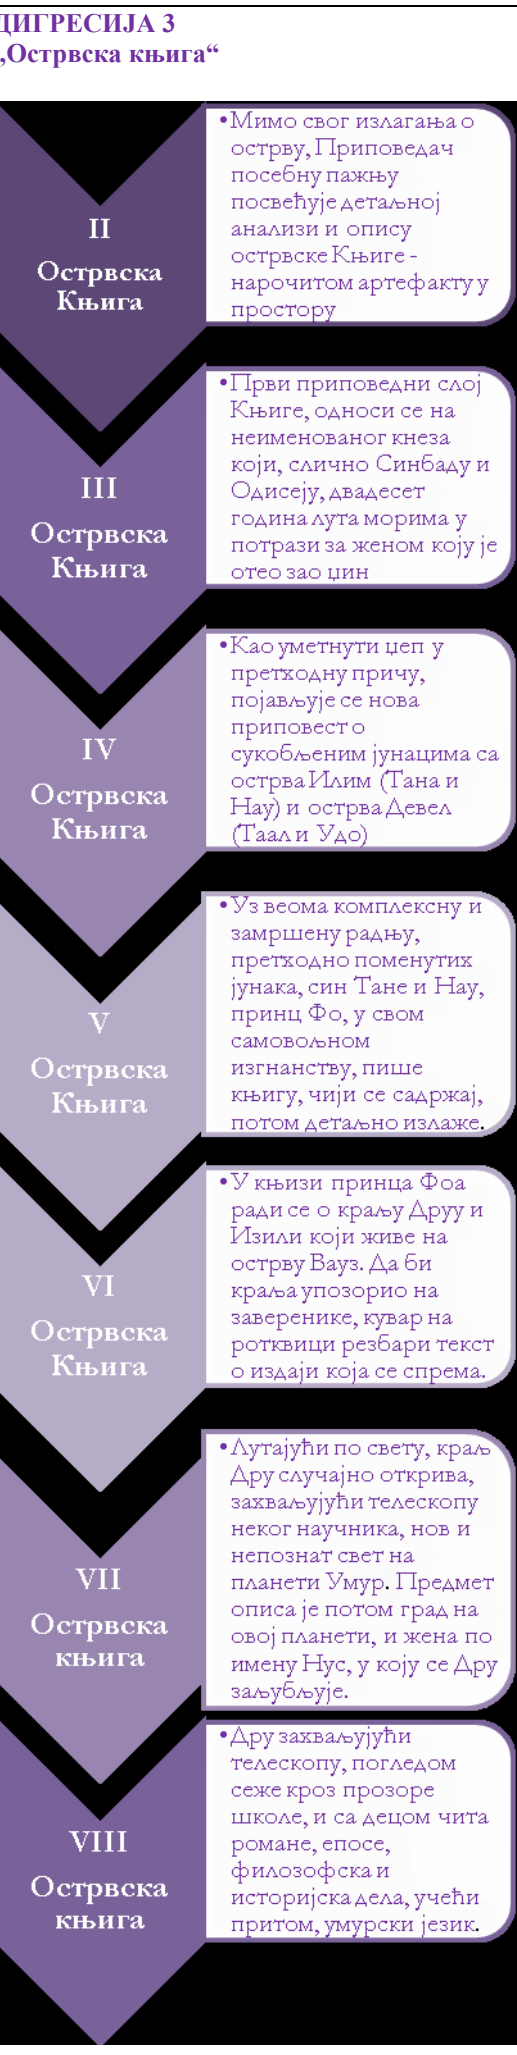 ДИГРЕСИЈА 3
„Острвска књига“
II
Острвска
Књига
•Мимо свог излагања о
острву, Приповедач
посебну пажњу
посвећује детаљној
анализи и опису
острвске Књиге -
нарочитом артефакту у
простору
III
Острвска
Књига
•Први приповедни слој
Књиге, односи се на
неименованог кнеза
који, слично Синбаду и
Одисеју, двадесет
година лута морима у
потрази за женом коју је
отео зао џин
IV
Острвска
Књига
•Као уметнути џеп у
претходну причу,
појављује се нова
приповест о
сукобљеним јунацима са
острва Илим (Тана и
Нау) и острва Девел
(Таал и Удо)
V
Острвска
Књига
•Уз веома комплексну и
замршену радњу,
претходно поменутих
јунака, син Тане и Нау,
принц Фо, у свом
самовољном
изгнанству, пише
књигу, чији се садржај,
потом детаљно излаже.
VI
Острвска
Књига
•У књизи принца Фоа
ради се о краљу Друу и
Изили који живе на
острву Вауз. Да би
краља упозорио на
заверенике, кувар на
ротквици резбари текст
о издаји која се спрема.
VII
Острвска
књига
•Лутајући по свету, краљ
Дру случајно открива,
захваљујући телескопу
неког научника, нов и
непознат свет на
планети Умур. Предмет
описа је потом град на
овој планети, и жена по
имену Нус, у коју се Дру
заљубљује.
VIII
Острвска
књига
•Дру захваљујући
телескопу, погледом
сеже кроз прозоре
школе, и са децом чита
романе, епосе,
филозофска и
историјска дела, учећи
притом, умурски језик.